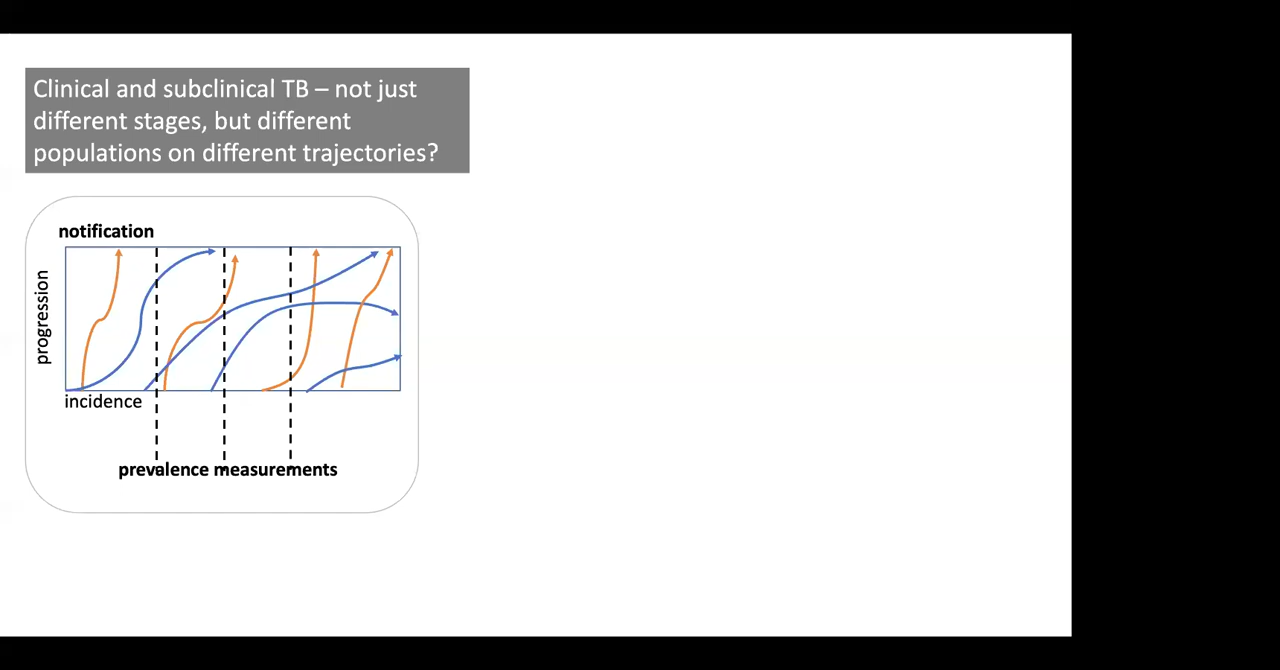 Clinical and subclinical TB – not just
different stages, but different
populations on different trajectories?
notification
progression
incidence
prevalence measurements